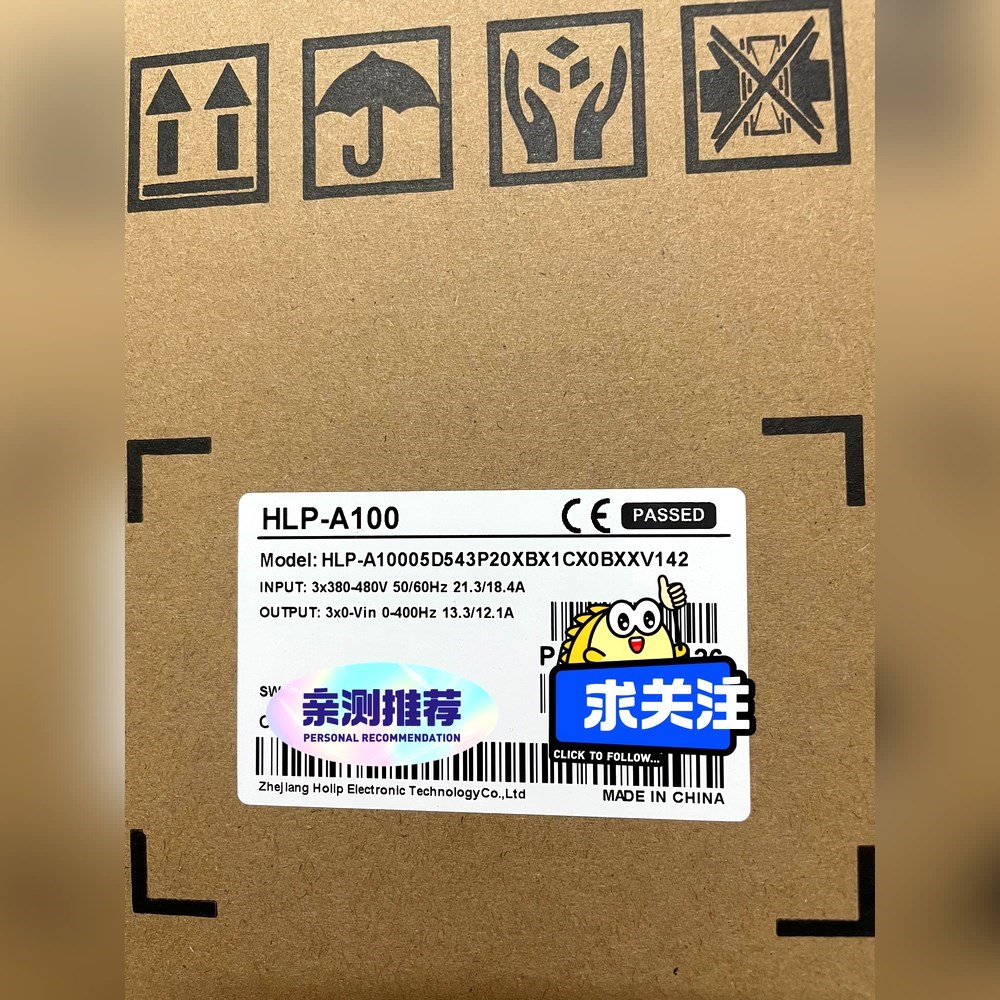 HLP-A100
CE PASSED
Model: HLP-A10005D543P20XBX1CX0BXXV142
INPUT: 3x380-480V 50/60Hz 21.3/18.4A
OUTPUT: 3x0-Vin 0-400Hz 13.3/12.1A
亲测推荐
PERSONAL RECOMMENDATION
求关注
CLICK TO FOLLOW...
Zhejiang Holip Electronic TechnologyCo.,Ltd
MADE IN CHINA